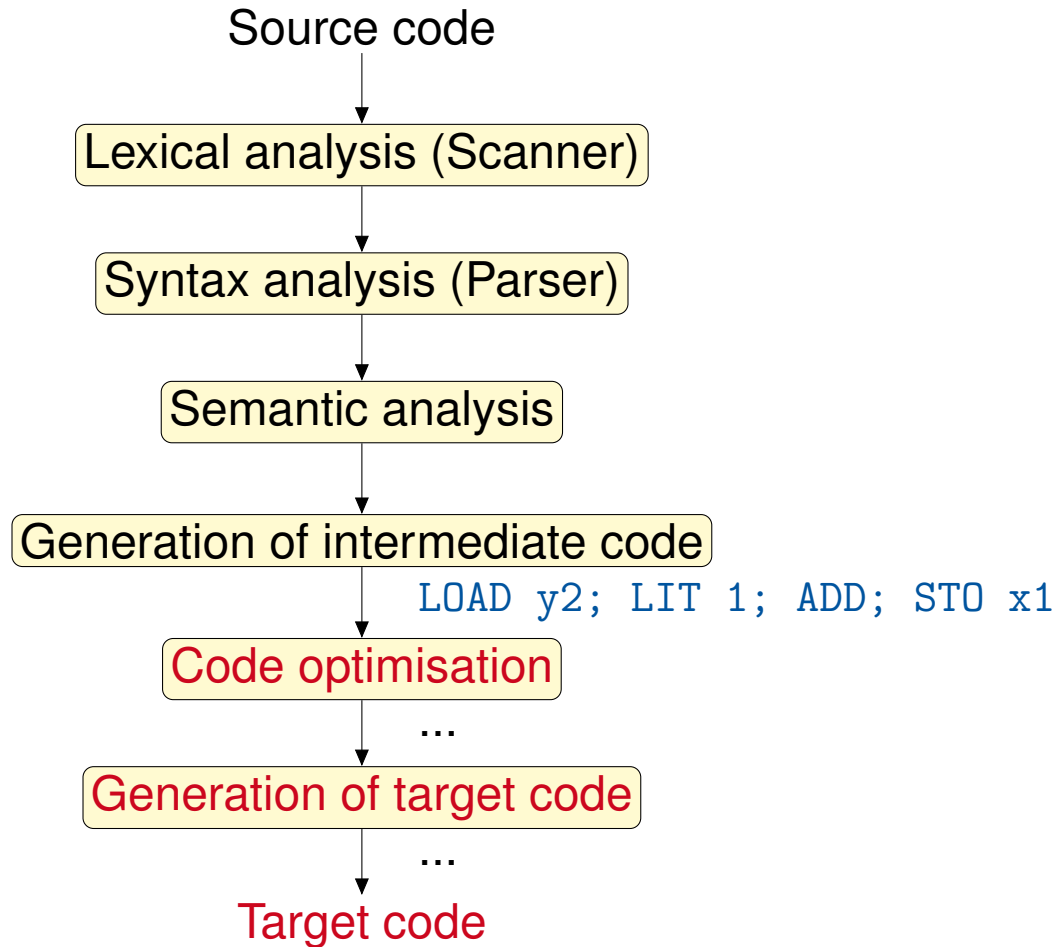 Source code
Lexical analysis (Scanner)
Syntax analysis (Parser)
Semantic analysis
Generation of intermediate code
LOAD y2; LIT 1; ADD; STO x1
Code optimisation
...
Generation of target code
...
Target code